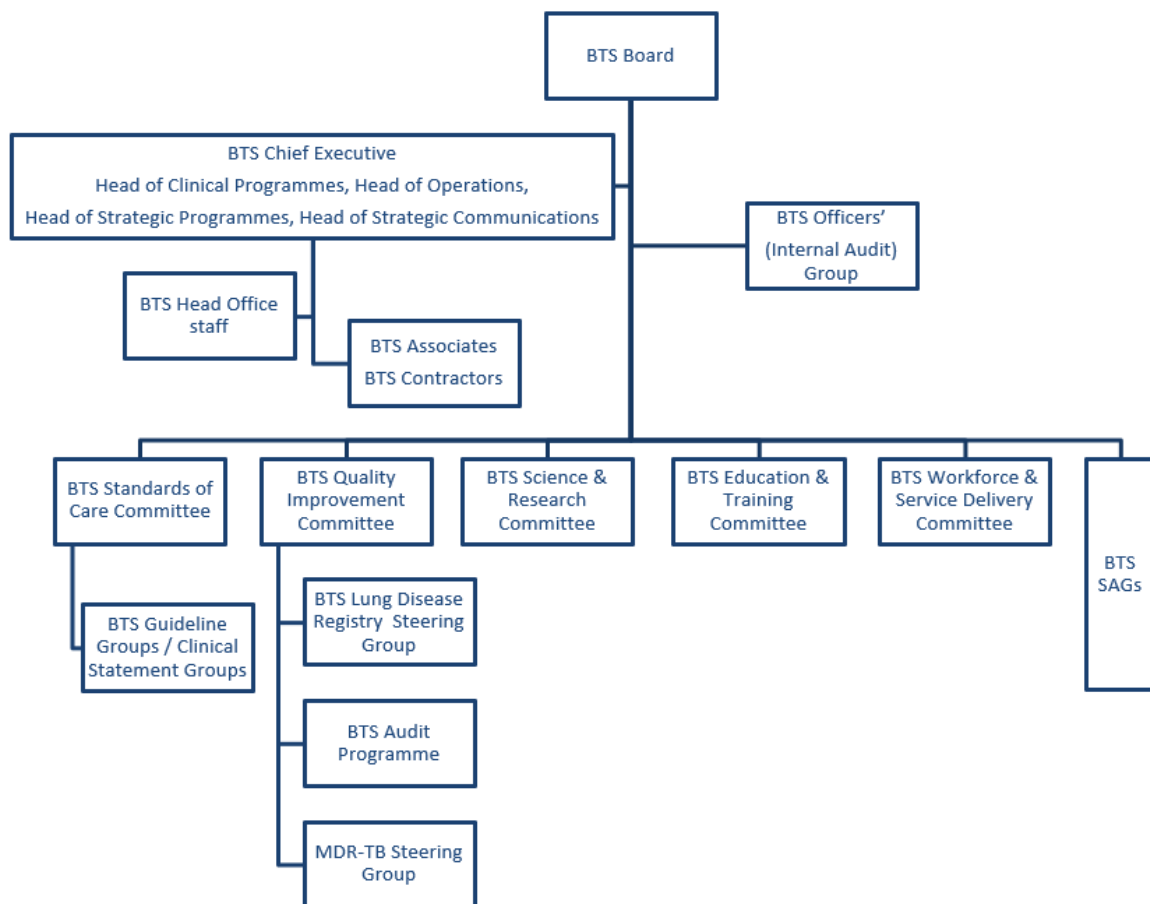 BTS Board
BTS Chief Executive
Head of Clinical Programmes, Head of Operations,
Head of Strategic Programmes, Head of Strategic Communications
BTS Officers’
(Internal Audit)
Group
BTS Head Office
staff
BTS Associates
BTS Contractors
BTS Standards of
Care Committee
BTS Quality
Improvement
Committee
BTS Science &
Research
Committee
BTS Education &
Training
Committee
BTS Workforce &
Service Delivery
Committee
BTS
SAGs
BTS Guideline
Groups / Clinical
Statement Groups
BTS Lung Disease
Registry Steering
Group
BTS Audit
Programme
MDR-TB Steering
Group